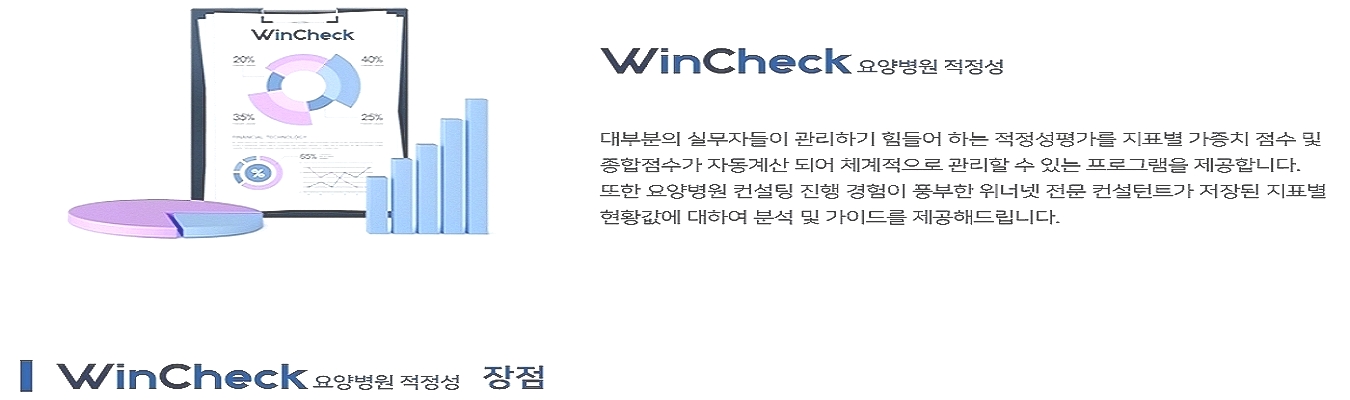 WinCheck
20%
40%
35%
25%
FINANCIAL TECHNOLOGY
65%
%
WinCheck 요양병원 적정성
대부분의 실무자들이 관리하기 힘들어 하는 적정성평가를 지표별 가중치 점수 및
종합점수가 자동계산 되어 체계적으로 관리할 수 있는 프로그램을 제공합니다.
또한 요양병원 컨설팅 진행 경험이 풍부한 위너넷 전문 컨설턴트가 저장된 지표별
현황값에 대하여 분석 및 가이드를 제공해드립니다.
WinCheck 요양병원 적정성 장점